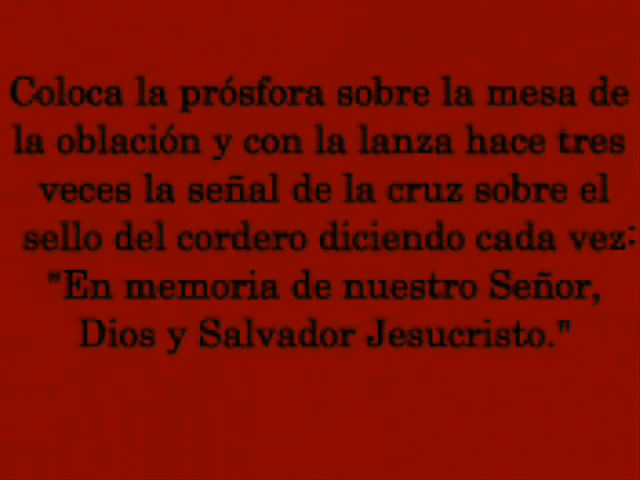 Coloca la prósfora sobre la mesa de
la oblación y con la lanza hace tres
veces la señal de la cruz sobre el
sello del cordero diciendo cada vez:
"En memoria de nuestro Señor,
Dios y Salvador Jesucristo."